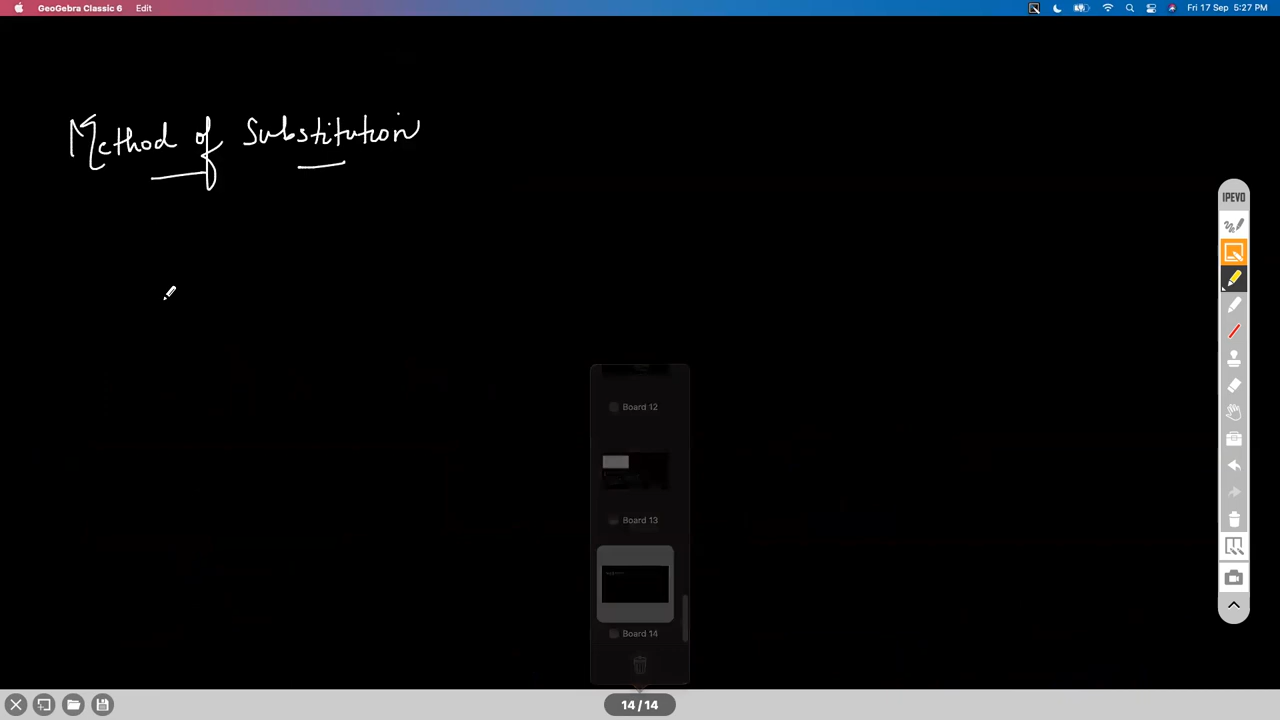 GeoGebra Classic 6 Edit Fri 17 Sep 5:27 PM
Method of Substitution
IPEVO
Board 12
Board 13
Board 14
14 / 14